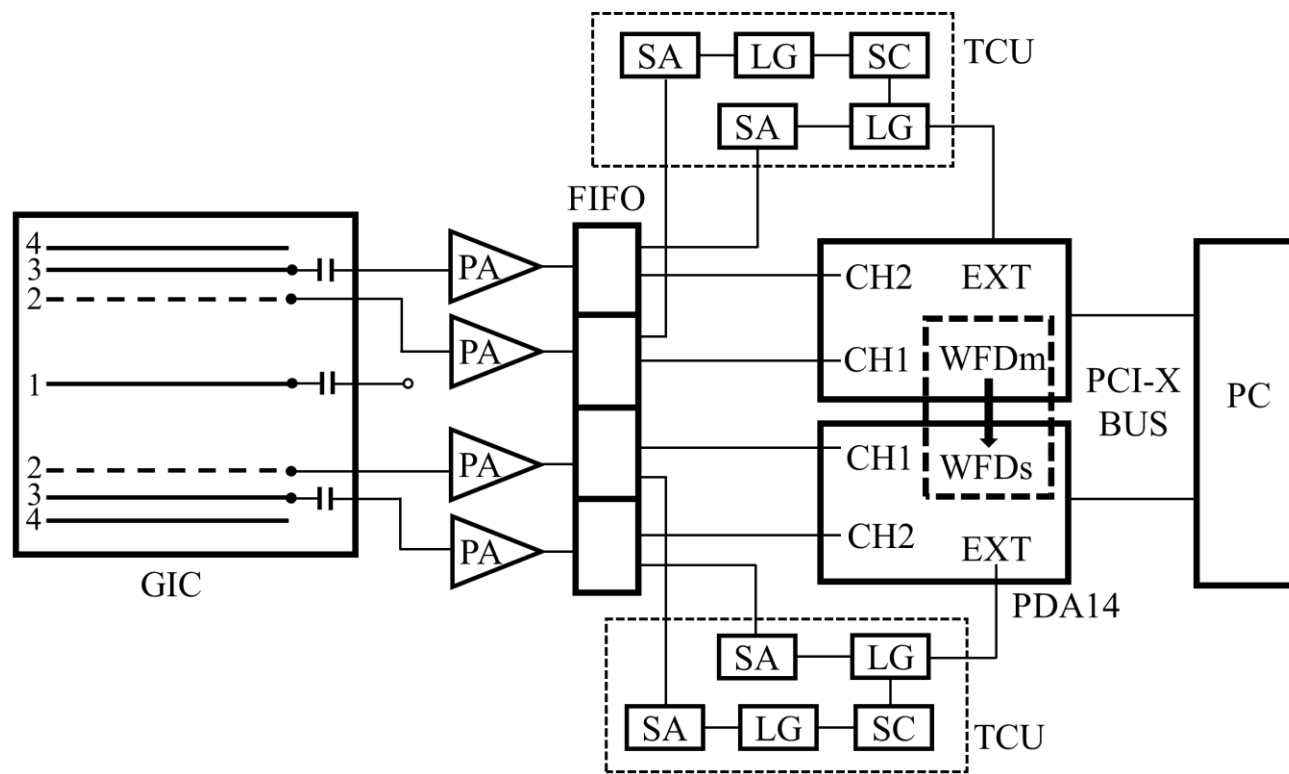 SA LG SC TCU
SA LG
FIFO
4
3
2
1
2
3
4
GIC
PA
PA
PA
PA
CH2 EXT
CH1 WFDm
CH1 WFDs
CH2 EXT
PDA14
PCI-X
BUS
PC
SA LG
SA LG SC TCU